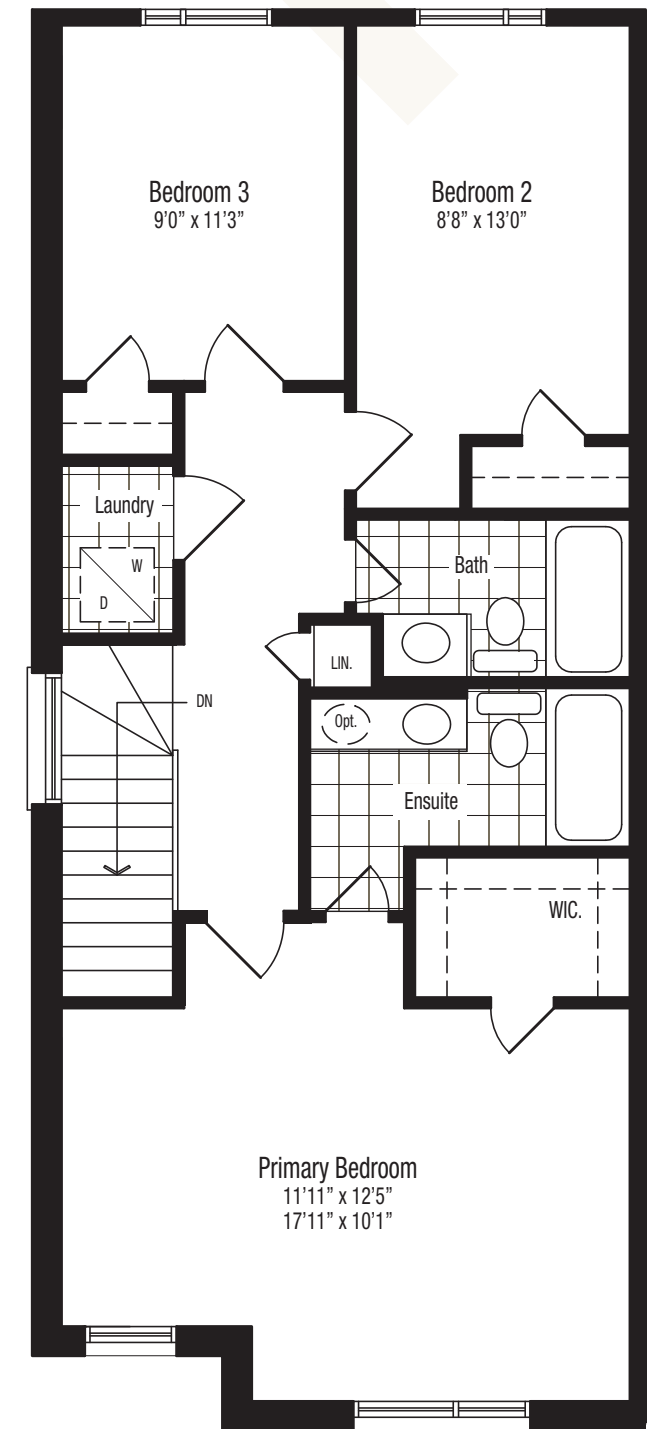 Bedroom 3
9’0” x 11’3”
Bedroom 2
8’8” x 13’0”
Laundry
W
D
Bath
LIN.
DN
Opt.
Ensuite
WIC.
Primary Bedroom
11’11” x 12’5”
17’11” x 10’1”